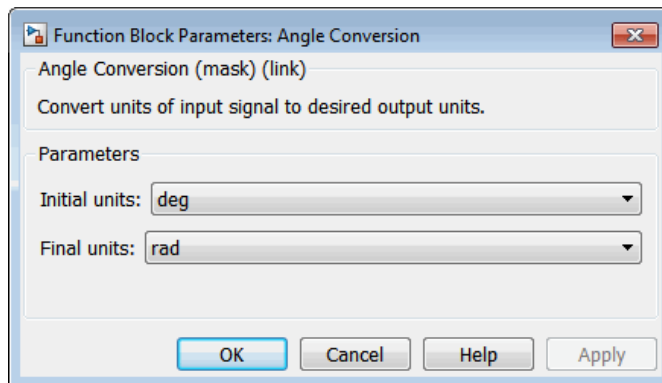 Function Block Parameters: Angle Conversion
Angle Conversion (mask) (link)
Convert units of input signal to desired output units.
Parameters
Initial units: deg
Final units: rad
OK Cancel Help Apply